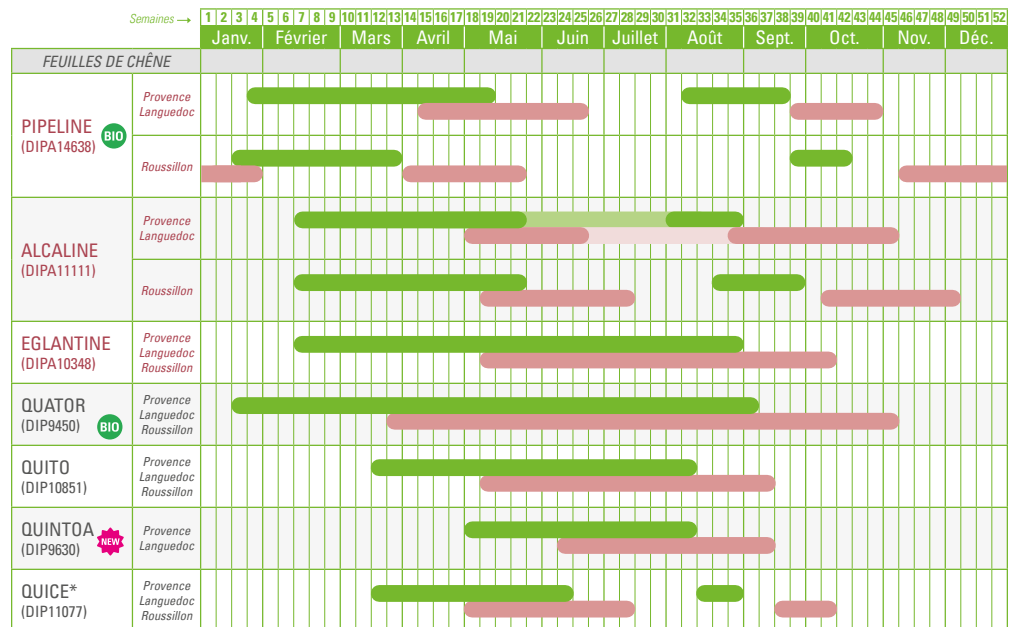 Semaines → 1 2 3 4 5 6 7 8 9 10 11 12 13 14 15 16 17 18 19 20 21 22 23 24 25 26 27 28 29 30 31 32 33 34 35 36 37 38 39 40 41 42 43 44 45 46 47 48 49 50 51 52
Janv. Février Mars Avril Mai Juin Juillet Août Sept. Oct. Nov. Déc.
FEUILLES DE CHÊNE
PIPELINE
(DIPA14638)
BIO
Provence
Languedoc
Roussillon
ALCALINE
(DIPA11111)
Provence
Languedoc
Roussillon
EGLANTINE
(DIPA10348)
Provence
Languedoc
Roussillon
QUATOR
(DIP9450)
BIO
Provence
Languedoc
Roussillon
QUITO
(DIP10851)
Provence
Languedoc
Roussillon
QUINTOA
(DIP9630)
NEW
Provence
Languedoc
QUICE*
(DIP11077)
Provence
Languedoc
Roussillon